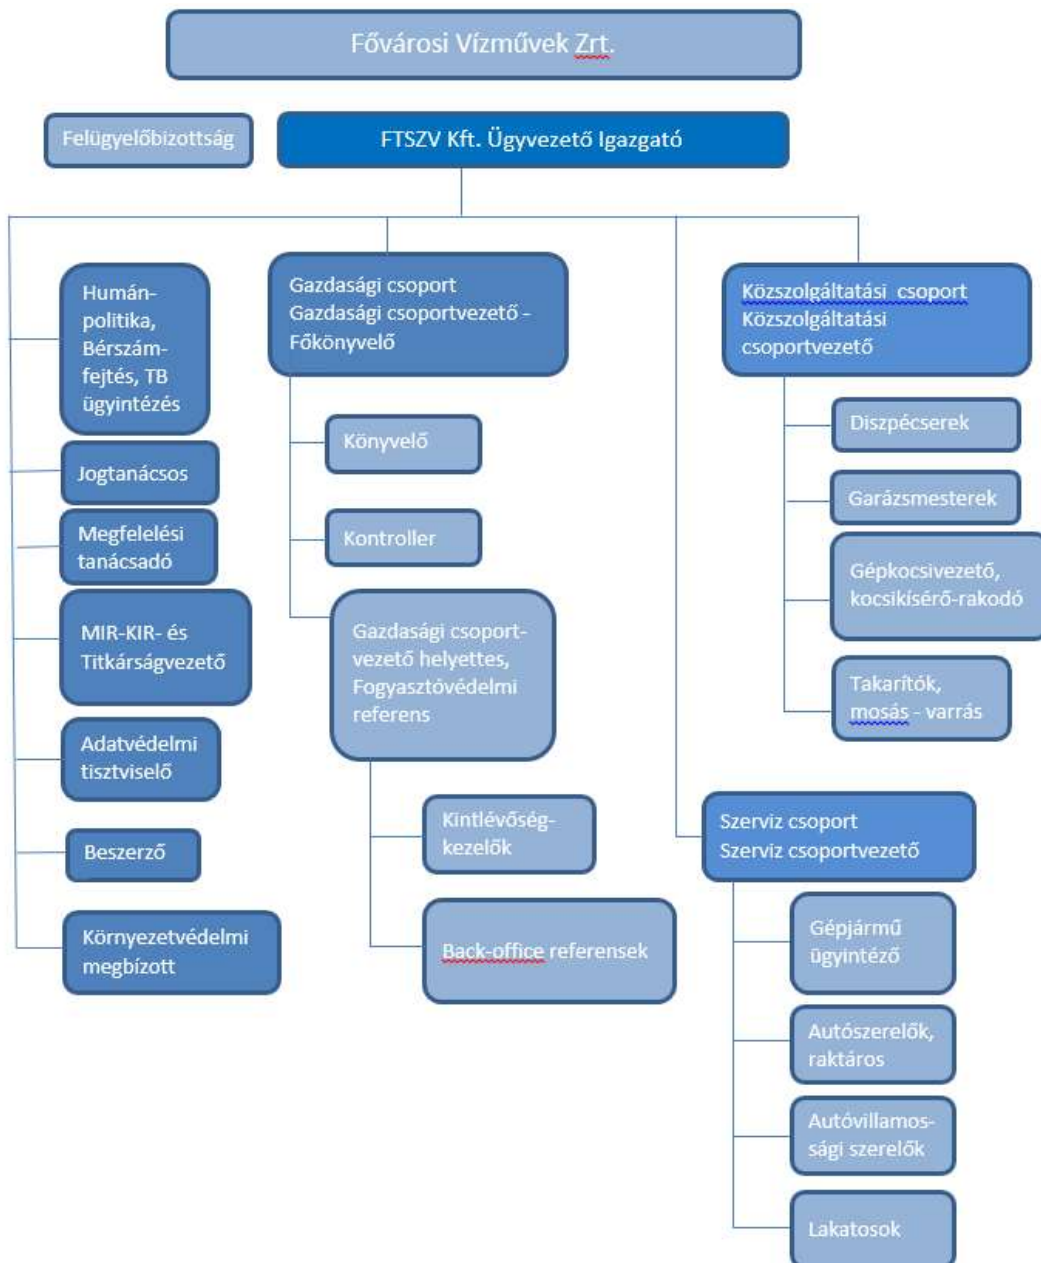 Fővárosi Vízművek Zrt.
Felügyelőbizottság
FTSZV Kft. Ügyvezető Igazgató
Humán-
politika,
Bérszám-
fejtés, TB
ügyintézés
Jogtanácsos
Megfelelési
tanácsadó
MIR-KIR- és
Titkárságvezető
Adatvédelmi
tisztviselő
Beszerző
Környezetvédelmi
megbízott
Gazdasági csoport
Gazdasági csoportvezető -
Főkönyvelő
Könyvelő
Kontroller
Gazdasági csoport-
vezető helyettes,
Fogyasztóvédelmi
referens
Kintlévőség-
kezelők
Back-office referensek
Közszolgáltatási csoport
Közszolgáltatási
csoportvezető
Diszpécserek
Garázsmesterek
Gépkocsivezető,
kocsikísérő-rakodó
Takarítók,
mosás - varrás
Szerviz csoport
Szerviz csoportvezető
Gépjármű
ügyintéző
Autószerelők,
raktáros
Autóvillamos-
sági szerelők
Lakatosok